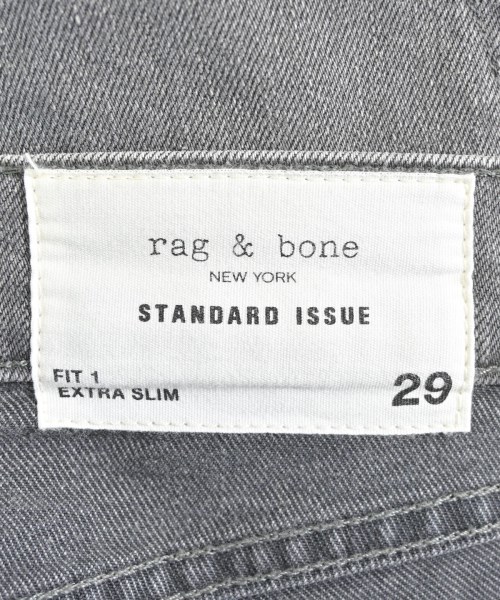 rag & bone
NEW YORK
STANDARD ISSUE
FIT 1
EXTRA SLIM
29